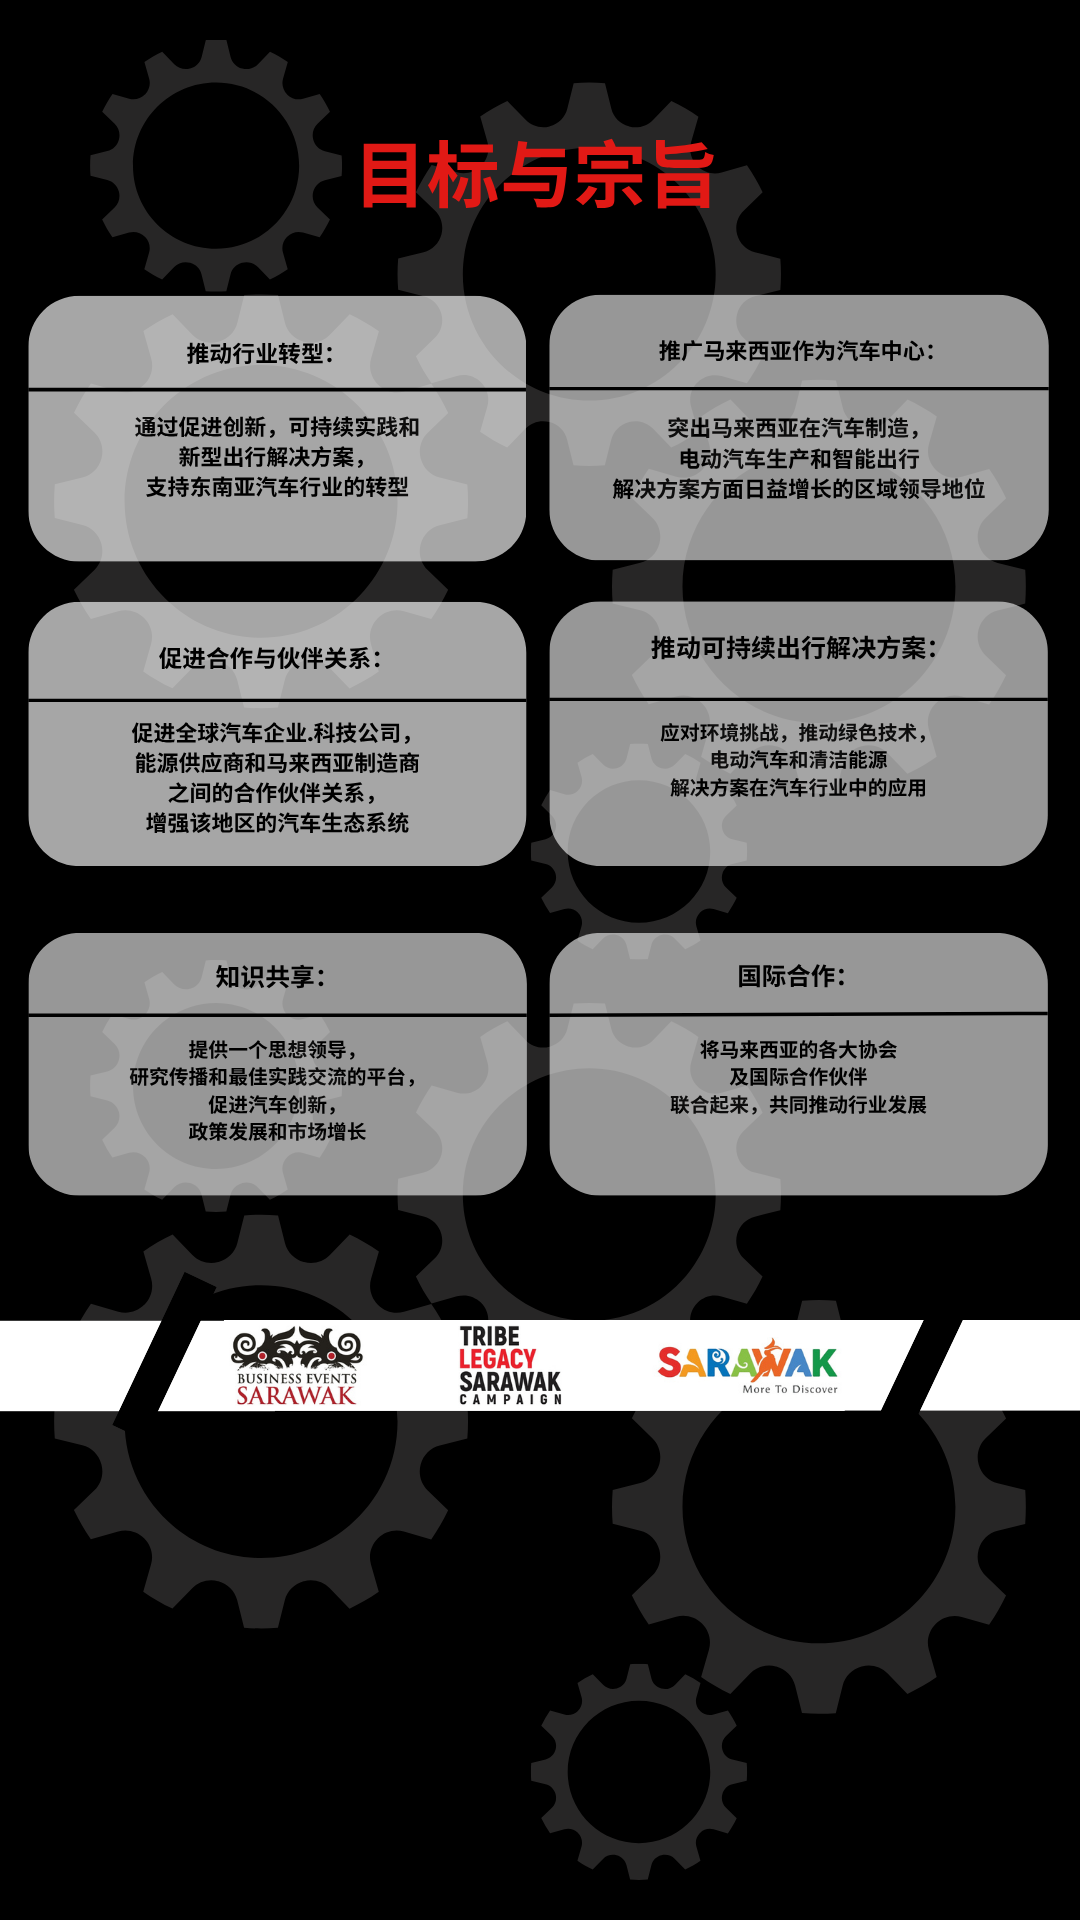 目标与宗旨
推动行业转型：
通过促进创新，可持续实践和
新型出行解决方案，
支持东南亚汽车行业的转型
推广马来西亚作为汽车中心：
突出马来西亚在汽车制造，
电动汽车生产和智能出行
解决方案方面日益增长的区域领导地位
促进合作与伙伴关系：
促进全球汽车企业.科技公司，
能源供应商和马来西亚制造商
之间的合作伙伴关系，
增强该地区的汽车生态系统
推动可持续出行解决方案：
应对环境挑战，推动绿色技术，
电动汽车和清洁能源
解决方案在汽车行业中的应用
知识共享：
提供一个思想领导，
研究传播和最佳实践交流的平台，
促进汽车创新，
政策发展和市场增长
国际合作：
将马来西亚的各大协会
及国际合作伙伴
联合起来，共同推动行业发展
BUSINESS EVENTS
SARAWAK
TRIBE
LEGACY
SARAWAK
CAMPAIGN
SARAWAK
More To Discover